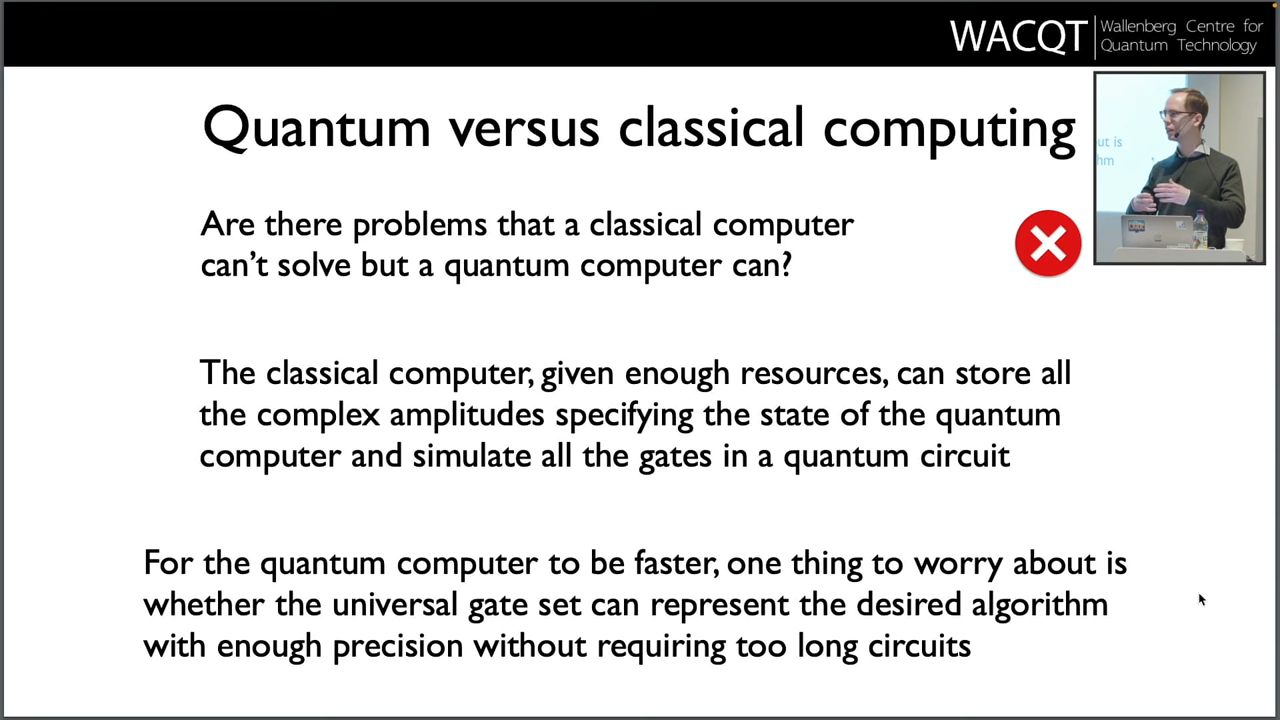 WACQT
Wallenberg Centre for
Quantum Technology
Quantum versus classical computing
ut is
hm
Are there problems that a classical computer
can't solve but a quantum computer can?
The classical computer, given enough resources, can store all
the complex amplitudes specifying the state of the quantum
computer and simulate all the gates in a quantum circuit
For the quantum computer to be faster, one thing to worry about is
whether the universal gate set can represent the desired algorithm
with enough precision without requiring too long circuits